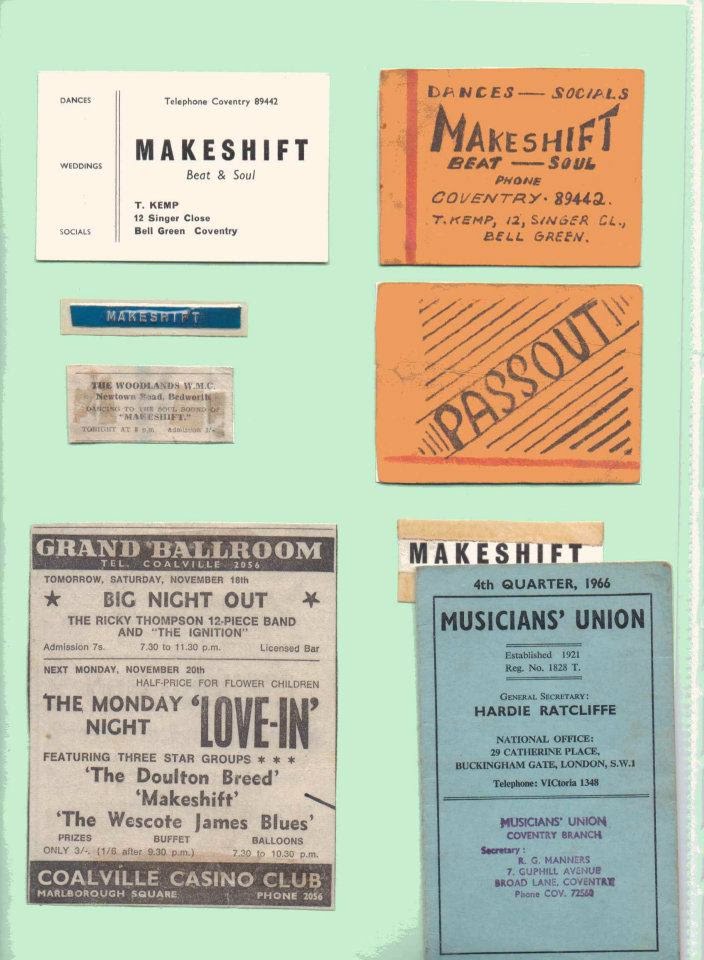 DANCES
Telephone Coventry 89442
MAKESHIFT
Beat & Soul
WEDDINGS
T. KEMP
12 Singer Close
SOCIALS
Bell Green Coventry
DANCES — SOCIALS
MAKESHIFT
BEAT — SOUL
PHONE
COVENTRY · 89442.
T. KEMP, 12, SINGER CL.,
BELL GREEN.
MAKESHIFT
THE WOODLANDS W.M.C.
Newtown Road, Bedworth
DANCING TO THE SOUL SOUND OF
"MAKESHIFT."
TONIGHT AT 8 p.m. Admission 3/-
PASSOUT
GRAND BALLROOM
TEL. COALVILLE 2056
TOMORROW, SATURDAY, NOVEMBER 18th
★ BIG NIGHT OUT ★
THE RICKY THOMPSON 12-PIECE BAND
AND "THE IGNITION"
Admission 7s. 7.30 to 11.30 p.m. Licensed Bar
NEXT MONDAY, NOVEMBER 20th
HALF-PRICE FOR FLOWER CHILDREN
THE MONDAY NIGHT 'LOVE-IN'
FEATURING THREE STAR GROUPS * * *
'The Doulton Breed'
'Makeshift'
'The Wescote James Blues'
PRIZES BUFFET BALLOONS
ONLY 3/-. (1/6 after 9.30 p.m.) 7.30 to 10.30 p.m.
COALVILLE CASINO CLUB
MARLBOROUGH SQUARE PHONE 2056
MAKESHIFT
4th QUARTER, 1966
MUSICIANS' UNION
Established 1921
Reg. No. 1828 T.
GENERAL SECRETARY:
HARDIE RATCLIFFE
NATIONAL OFFICE:
29 CATHERINE PLACE,
BUCKINGHAM GATE, LONDON, S.W.1
Telephone: VICtoria 1348
MUSICIANS' UNION
COVENTRY BRANCH
Secretary :
R. G. MANNERS
7, GUPHILL AVENUE
BROAD LANE, COVENTRY
Phone COV. 72560